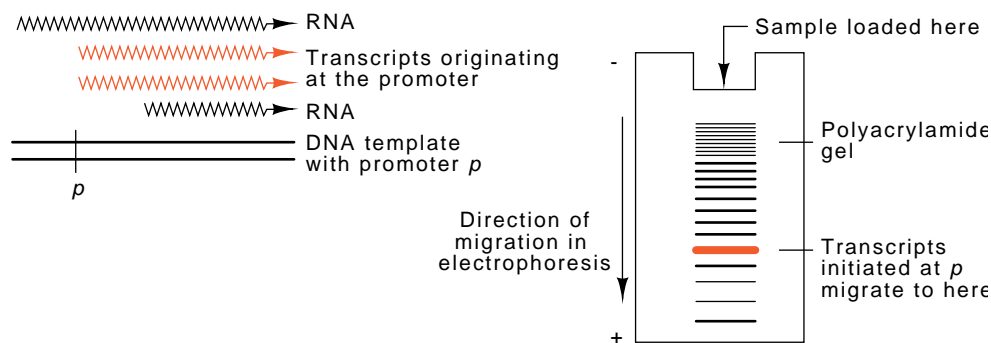 RNA
Transcripts originating
at the promoter
RNA
DNA template
with promoter p
p
Sample loaded here
-
Polyacrylamide
gel
Direction of
migration in
electrophoresis
Transcripts
initiated at p
migrate to here
+